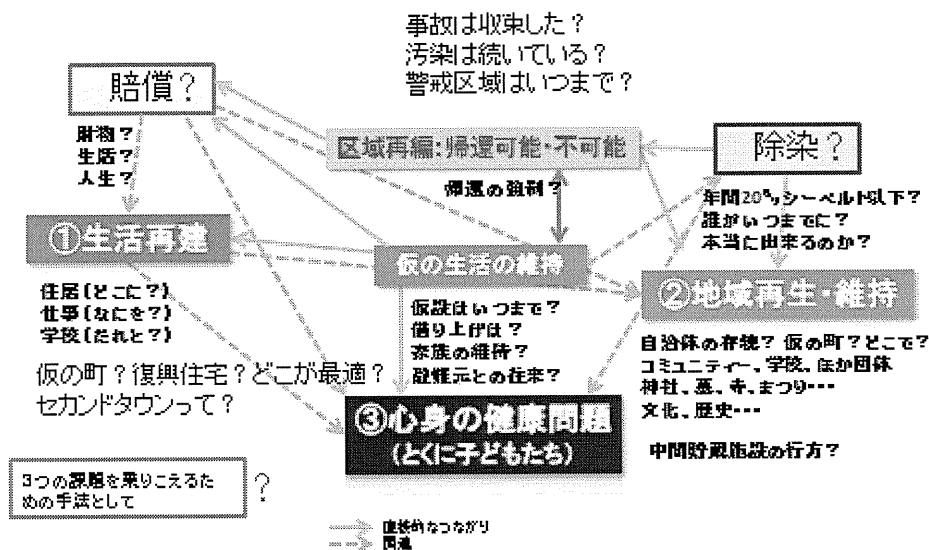 事故は収束した？
汚染は続いている？
警戒区域はいつまで？
賠償？
財物？
生活？
人生？
区域再編:帰還可能・不可能
帰還の強制？
除染？
年間20㍉シーベルト以下？
誰がいつまでに？
本当に出来るのか？
①生活再建
住居(どこに？)
仕事(なにを？)
学校(だれと？)
仮の生活の維持
仮設はいつまで？
借り上げは？
家族の維持？
避難元との往来？
②地域再生・維持
自治体の存続？ 仮の町？どこで？
コミュニティー、学校、ほか団体
神社、墓、寺、まつり…
文化、歴史…
中間貯蔵施設の行方？
仮の町？復興住宅？どこが最適？
セカンドタウンって？
③心身の健康問題
(とくに子どもたち)
3つの課題を乗りこえるた
めの手法として
？
直接的なつながり
関連